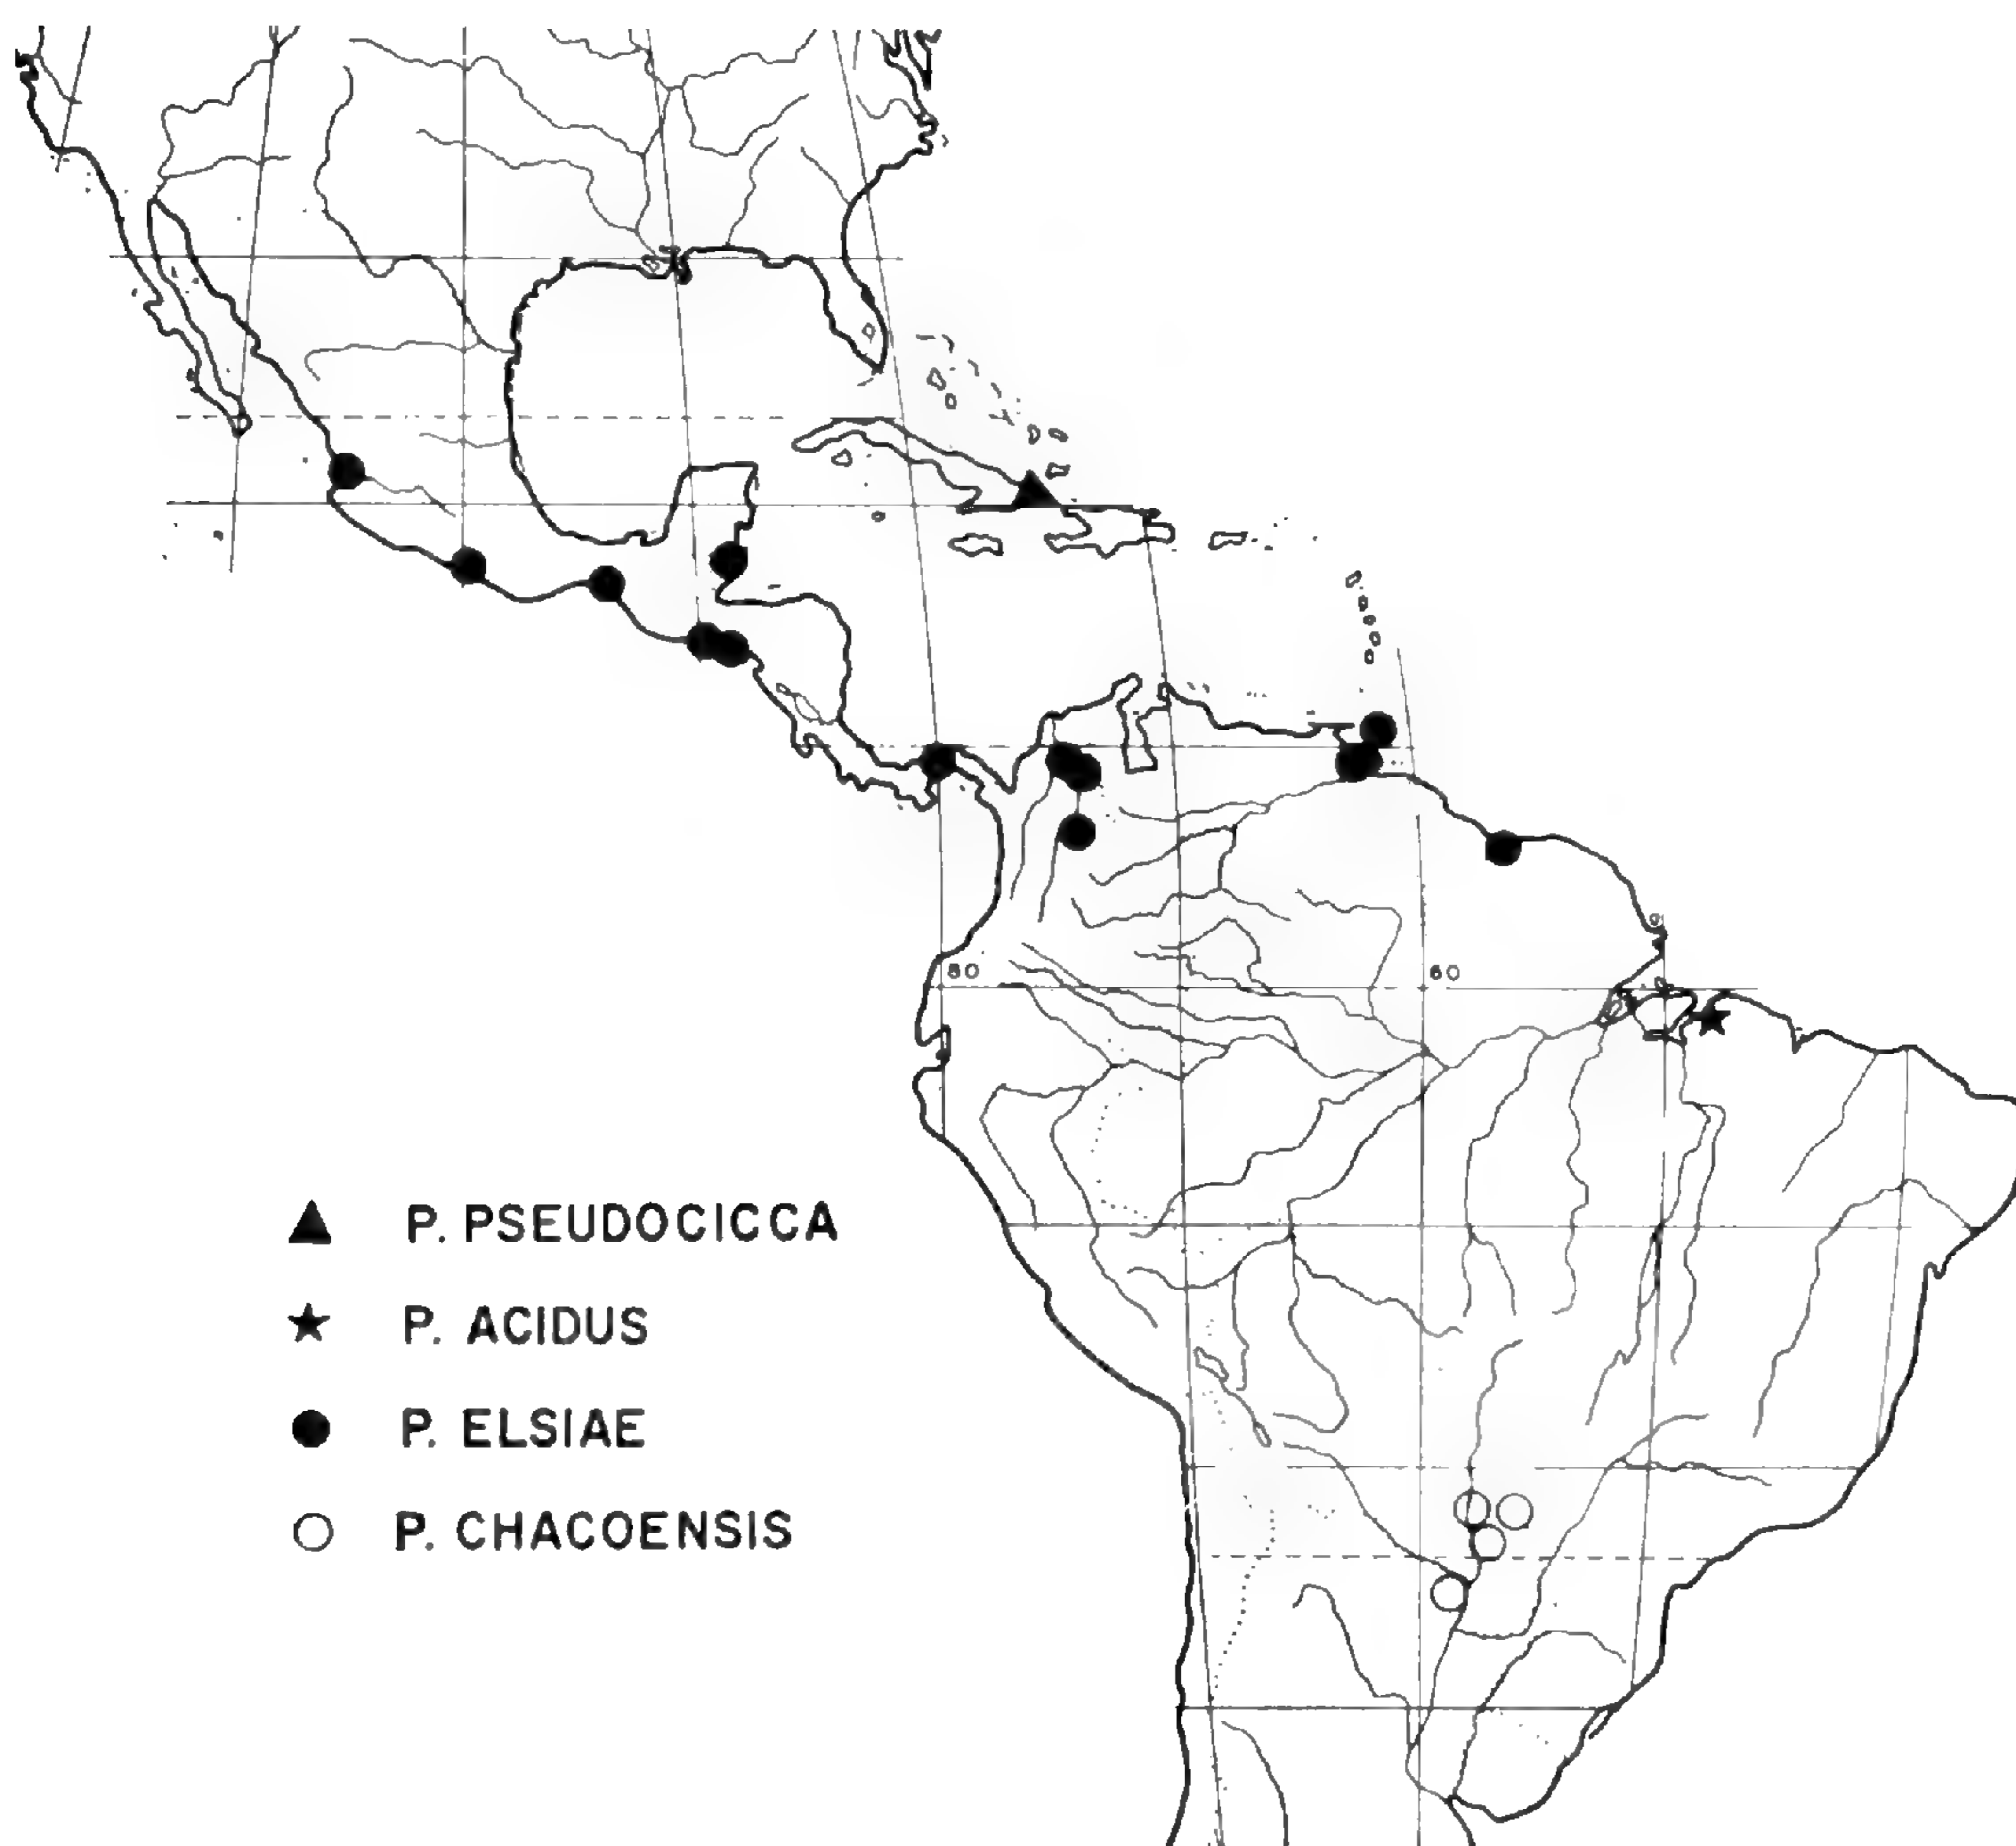 80
60
P. PSEUDOCICCA
P. ACIDUS
P. ELSIAE
P. CHACOENSIS